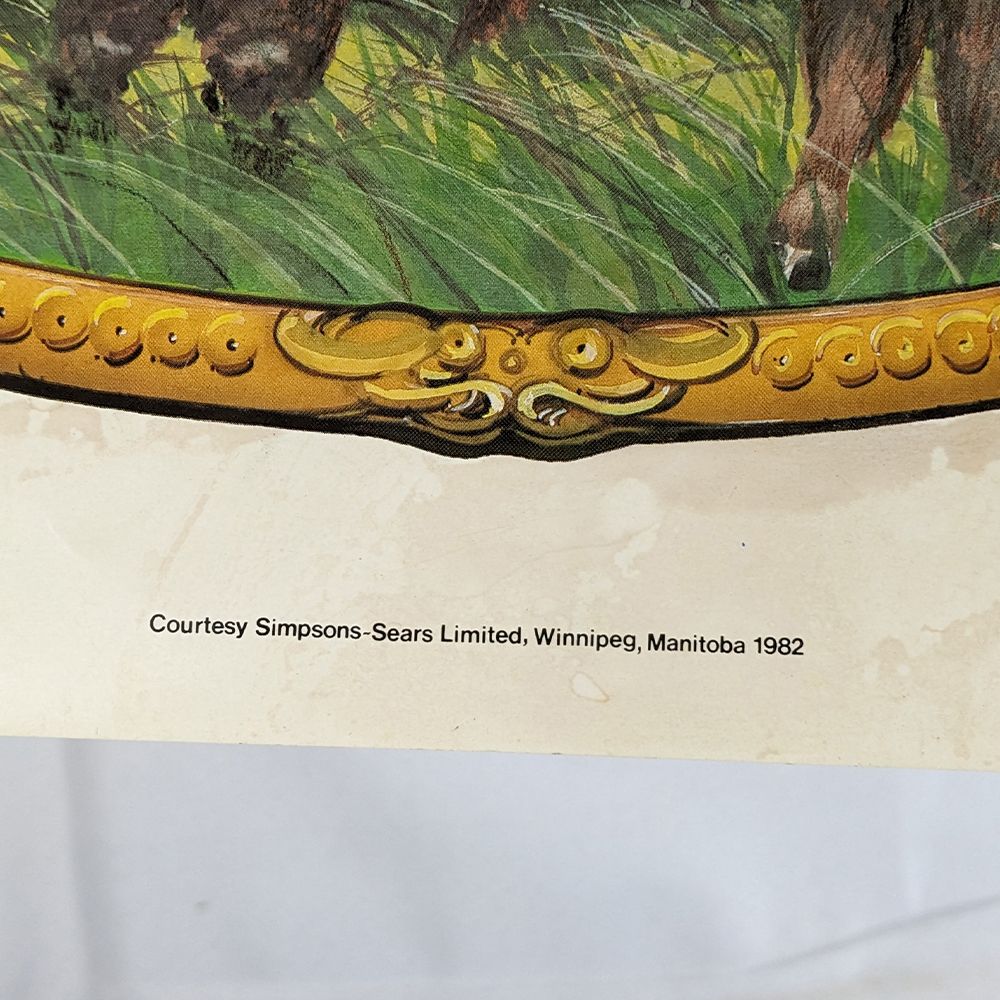 Courtesy Simpsons-Sears Limited, Winnipeg, Manitoba 1982